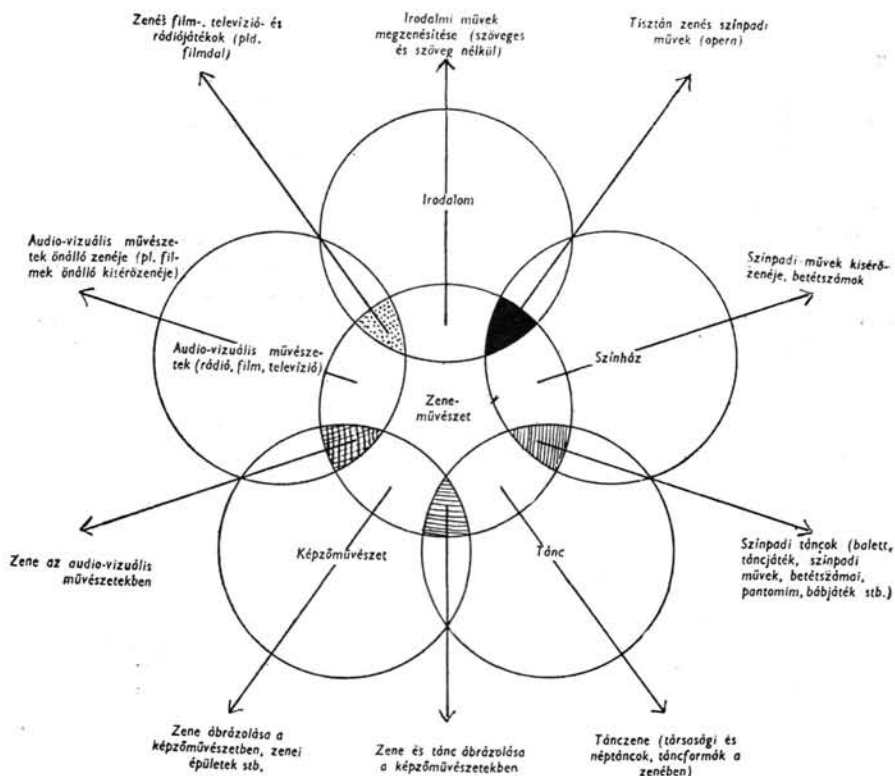 Zenés film-, televízió- és
rádiójátékok (pld.
filmdal)
Irodalmi művek
megzenésítése (szöveges
és szöveg nélkül)
Tisztán zenés színpadi
művek (opera)
Irodalom
Audio-vizuális művésze-
tek önálló zenéje (pl. fil-
mek önálló kisérőzenéje)
Színpadi művek kisérő-
zenéje, betétszámok
Audio-vizuális művésze-
tek (rádió, film, televízió)
Színház
Zene-
művészet
Képzőművészet
Tánc
Zene az audio-vizuális
művészetekben
Színpadi táncok (balett,
táncjáték, színpadi
művek, betétszámai,
pantomim, bábjáték stb.)
Zene ábrázolása a
képzőművészetben, zenei
épületek stb.
Zene és tánc ábrázolása
a képzőművészetekben
Tánczene (társasági és
néptáncok, táncformák a
zenében)